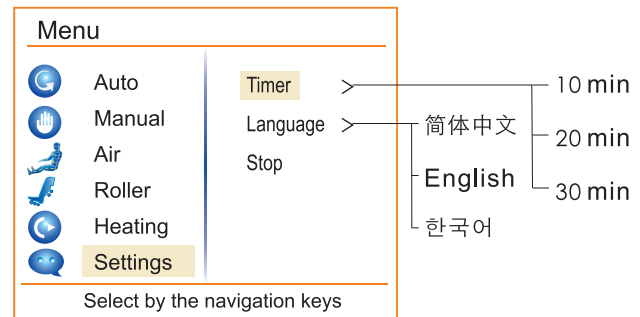 Menu
Auto
Manual
Air
Roller
Heating
Settings
Timer
Language
Stop
10 min
20 min
30 min
简体中文
English
한국어
Select by the navigation keys